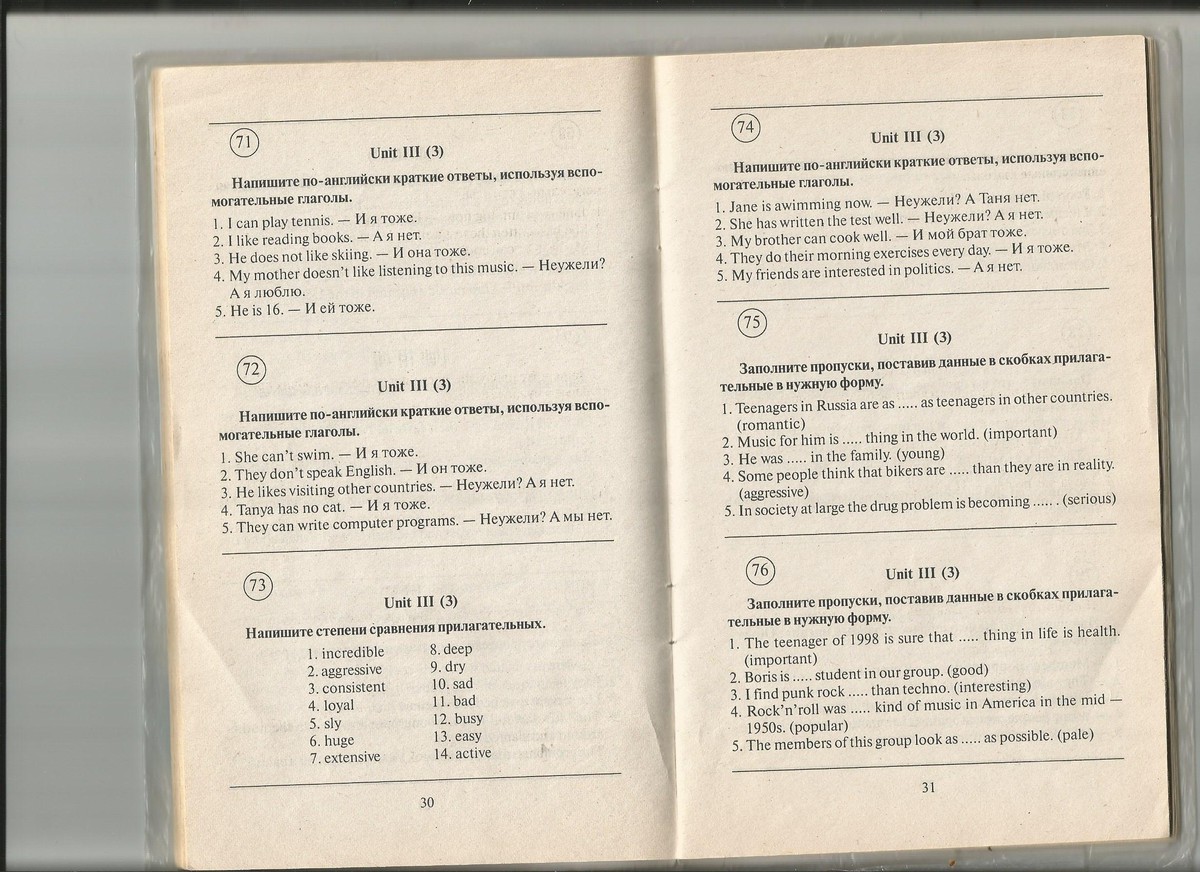 71
Unit III (3)
Напишите по-английски краткие ответы, используя вспо-
могательные глаголы.
1. I can play tennis. — И я тоже.
2. I like reading books. — А я нет.
3. He does not like skiing. — И она тоже.
4. My mother doesn't like listening to this music. — Неужели?
А я люблю.
5. He is 16. — И ей тоже.
72
Unit III (3)
Напишите по-английски краткие ответы, используя вспо-
могательные глаголы.
1. She can't swim. — И я тоже.
2. They don't speak English. — И он тоже.
3. He likes visiting other countries. — Неужели? А я нет.
4. Tanya has no cat. — И я тоже.
5. They can write computer programs. — Неужели? А мы нет.
73
Unit III (3)
Напишите степени сравнения прилагательных.
1. incredible
2. aggressive
3. consistent
4. loyal
5. sly
6. huge
7. extensive
8. deep
9. dry
10. sad
11. bad
12. busy
13. easy
14. active
30
74
Unit III (3)
Напишите по-английски краткие ответы, используя вспо-
могательные глаголы.
1. Jane is awimming now. — Неужели? А Таня нет.
2. She has written the test well. — Неужели? А я нет.
3. My brother can cook well. — И мой брат тоже.
4. They do their morning exercises every day. — И я тоже.
5. My friends are interested in politics. — А я нет.
75
Unit III (3)
Заполните пропуски, поставив данные в скобках прилага-
тельные в нужную форму.
1. Teenagers in Russia are as ..... as teenagers in other countries.
(romantic)
2. Music for him is ..... thing in the world. (important)
3. He was ..... in the family. (young)
4. Some people think that bikers are ..... than they are in reality.
(aggressive)
5. In society at large the drug problem is becoming ...... (serious)
76
Unit III (3)
Заполните пропуски, поставив данные в скобках прилага-
тельные в нужную форму.
1. The teenager of 1998 is sure that ..... thing in life is health.
(important)
2. Boris is ..... student in our group. (good)
3. I find punk rock ..... than techno. (interesting)
4. Rock'n'roll was ..... kind of music in America in the mid —
1950s. (popular)
5. The members of this group look as ..... as possible. (pale)
31